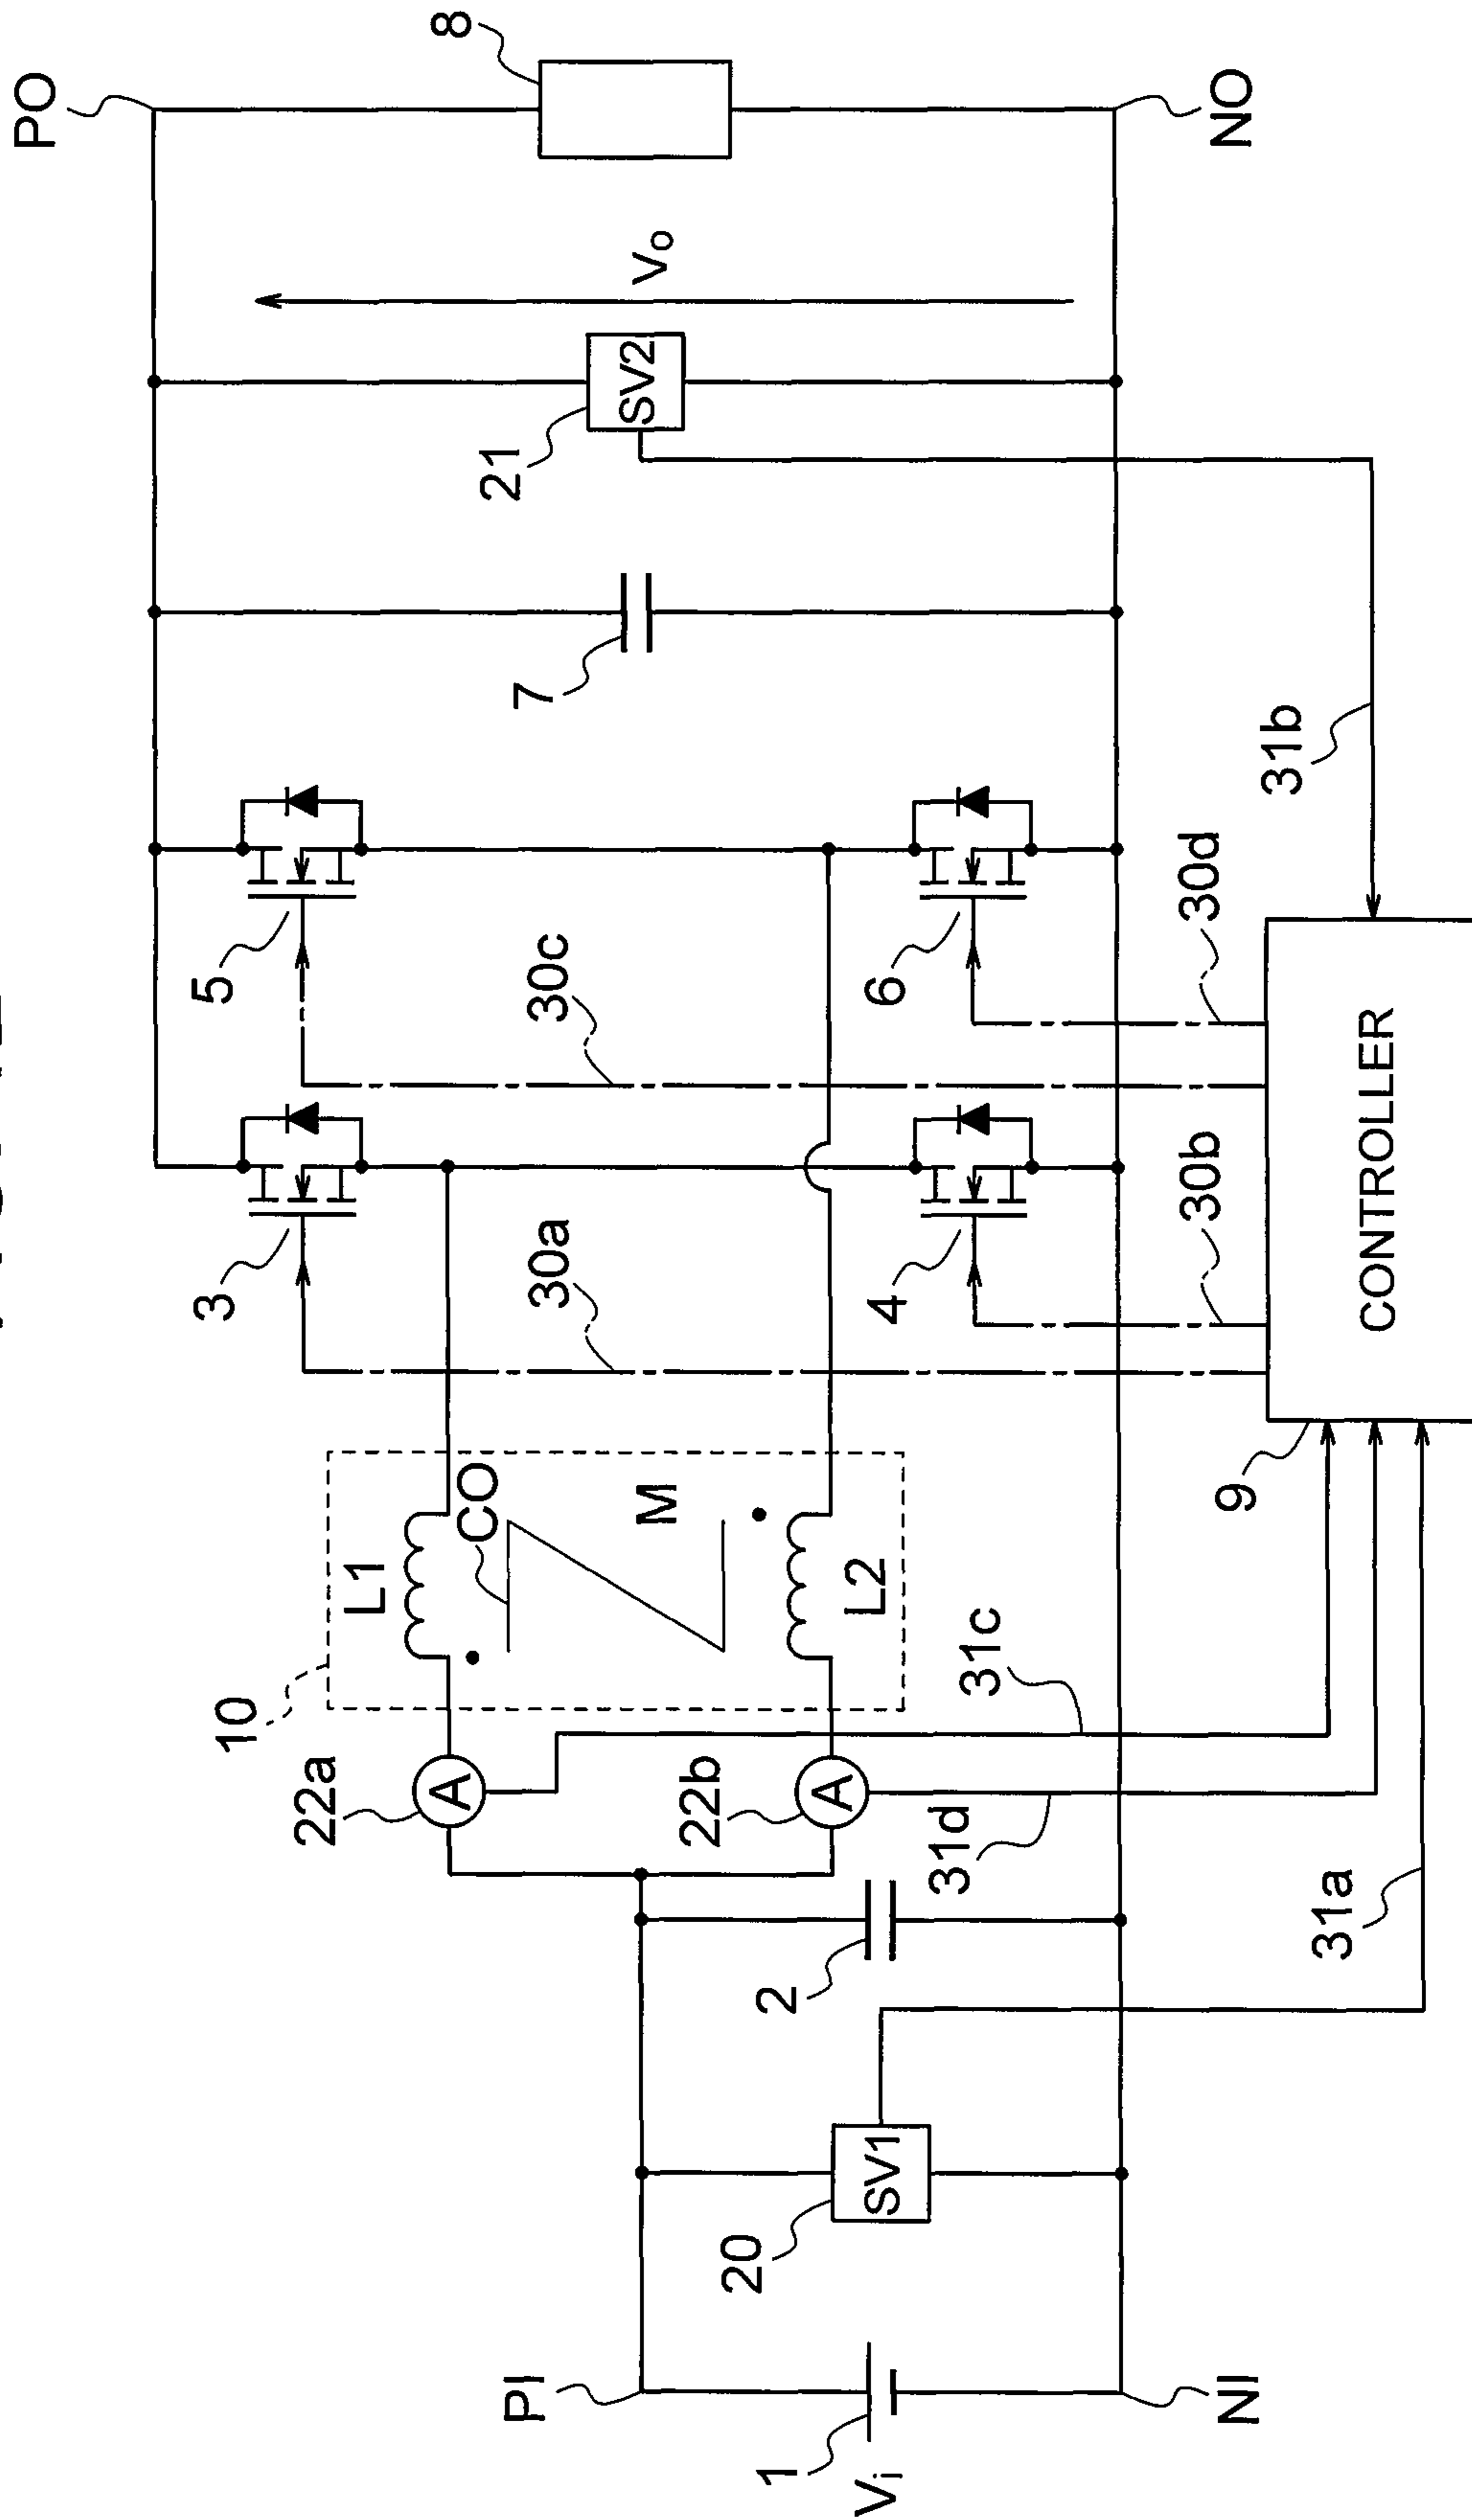 PO
8
Vo
SV2
21
7
31b
5
30c
6
30d
3
30a
4
30b
CONTROLLER
9
10
L1
CO
M
L2
31c
22a
A
22b
A
31d
2
31a
SV1
20
PI
1
Vi
NI
NO